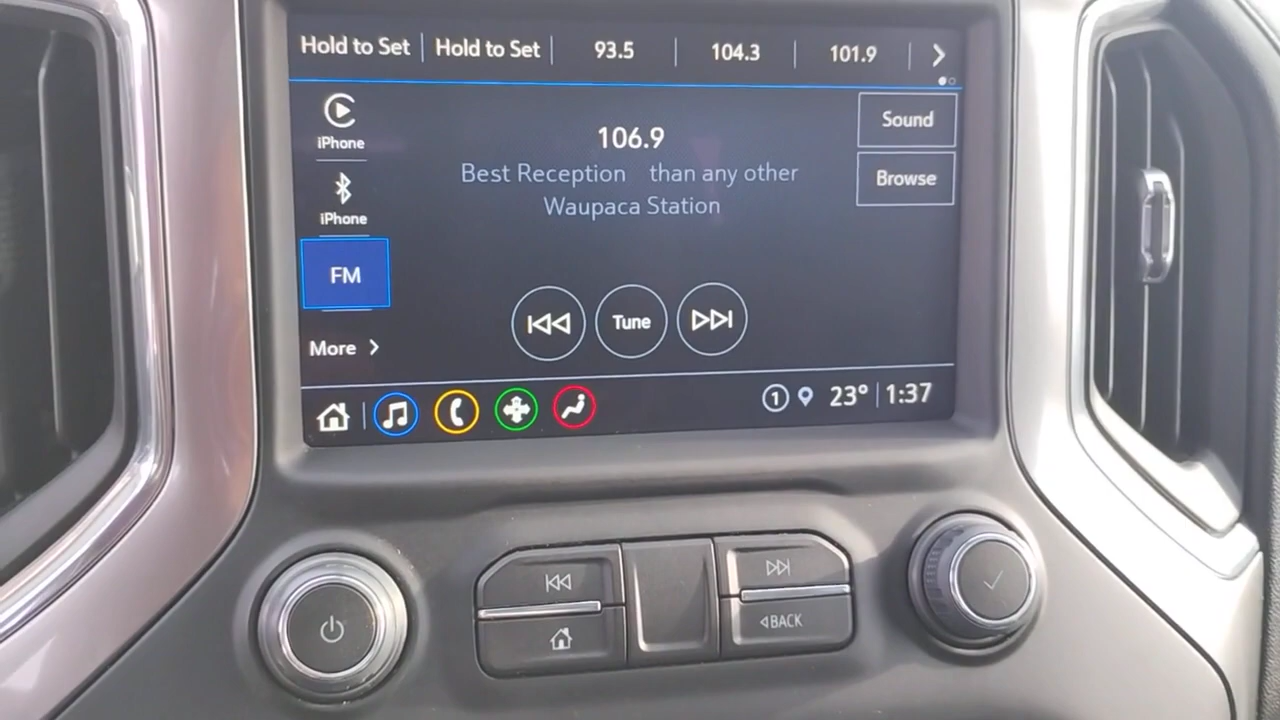 Hold to Set Hold to Set 93.5 104.3 101.9
iPhone
106.9
Sound
Best Reception than any other
Waupaca Station
Browse
iPhone
FM
Tune
More
1 23° 1:37
BACK